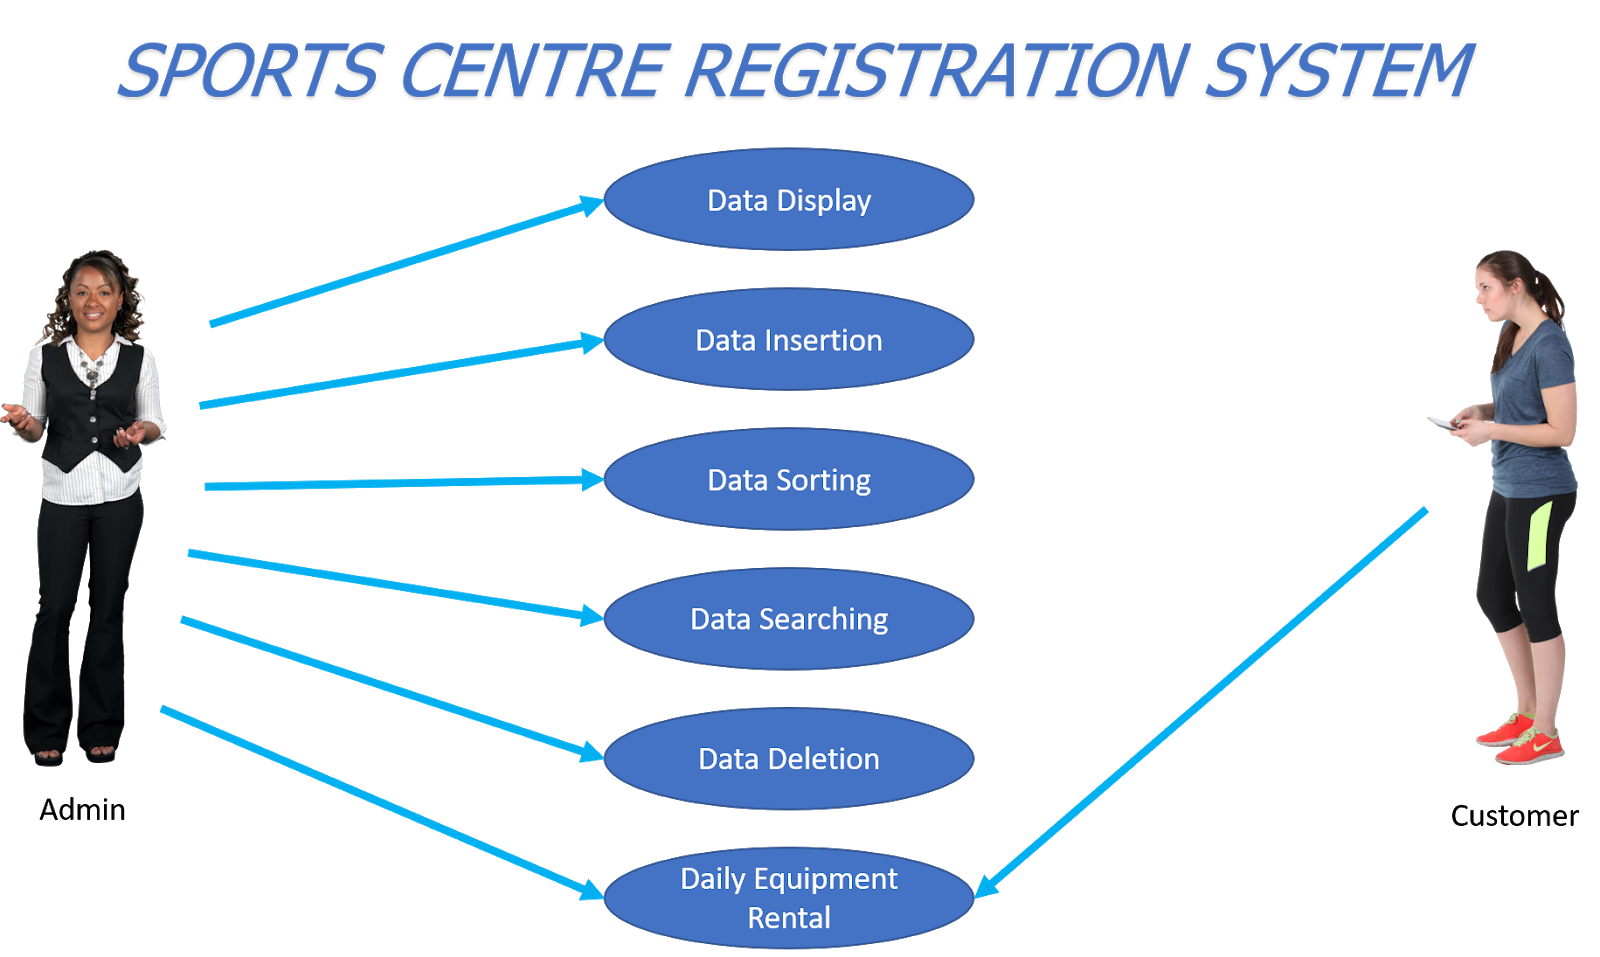 SPORTS CENTRE REGISTRATION SYSTEM
Data Display
Data Insertion
Data Sorting
Data Searching
Data Deletion
Daily Equipment
Rental
Admin
Customer